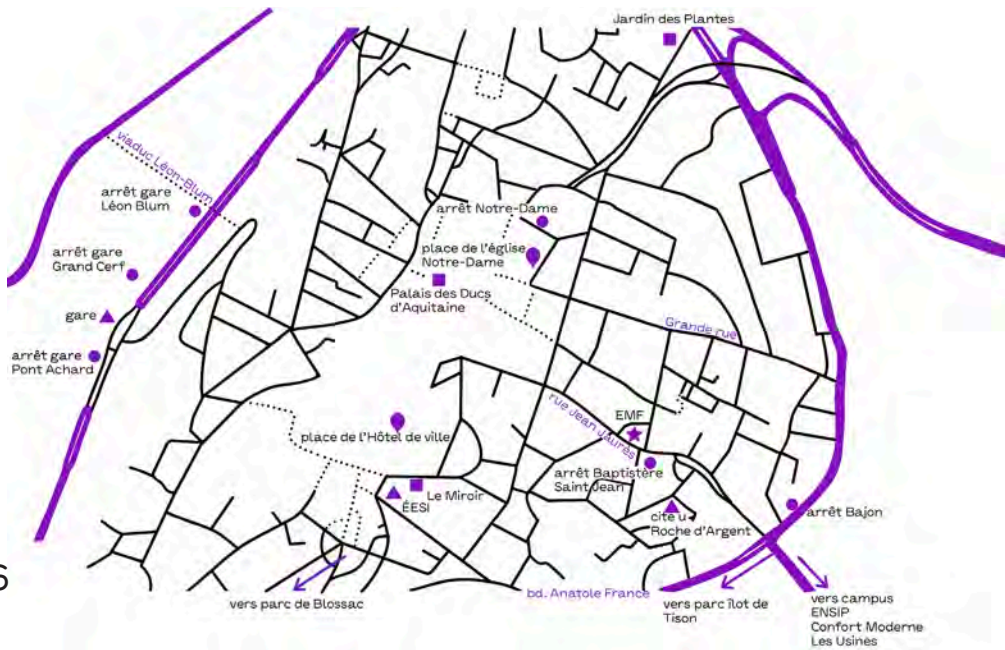 Jardin des Plantes
viaduc Léon-Blum
arrêt gare
Léon Blum
arrêt Notre-Dame
arrêt gare
Grand Cerf
place de l'église
Notre-Dame
Palais des Ducs
d'Aquitaine
gare
Grande rue
arrêt gare
Pont Achard
rue Jean Jaurès
EMF
place de l'Hôtel de ville
arrêt Baptistère
Saint Jean
Le Miroir
ÉESI
cité u
Roche d'Argent
arrêt Bajon
vers parc de Blossac
bd. Anatole France
vers parc îlot de
Tison
vers campus
ENSIP
Confort Moderne
Les Usines